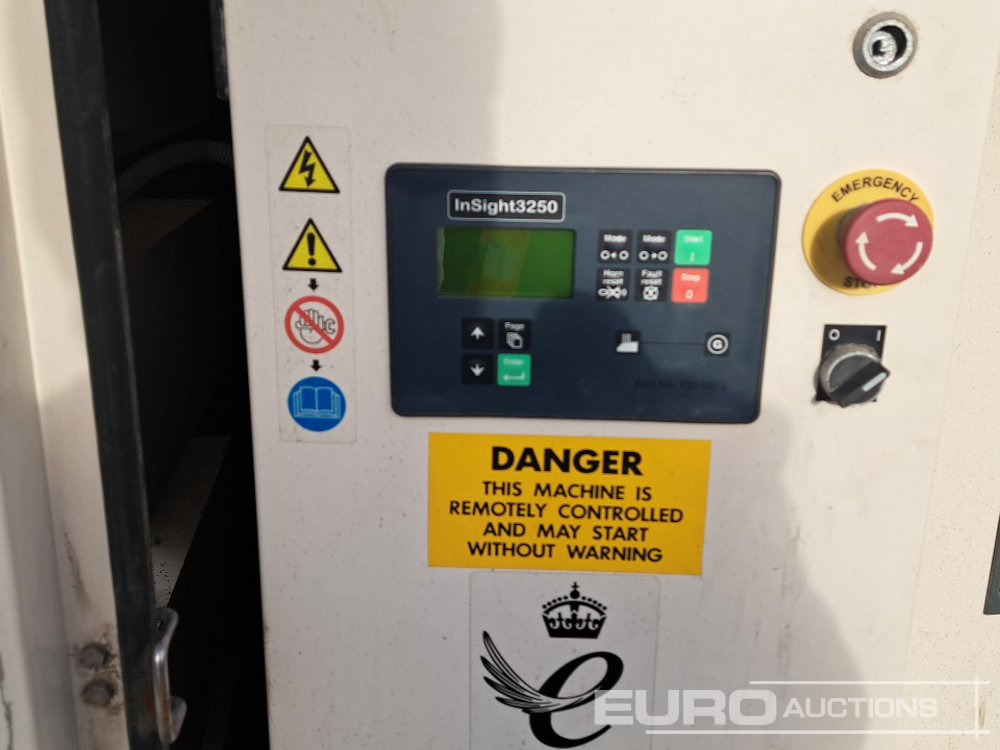 InSight3250
Mode
Mode
Start
I
Horn
reset
Fault
reset
Stop
0
Page
Enter
G
EMERGENCY
STOP
O I
DANGER
THIS MACHINE IS
REMOTELY CONTROLLED
AND MAY START
WITHOUT WARNING
e
EURO AUCTIONS